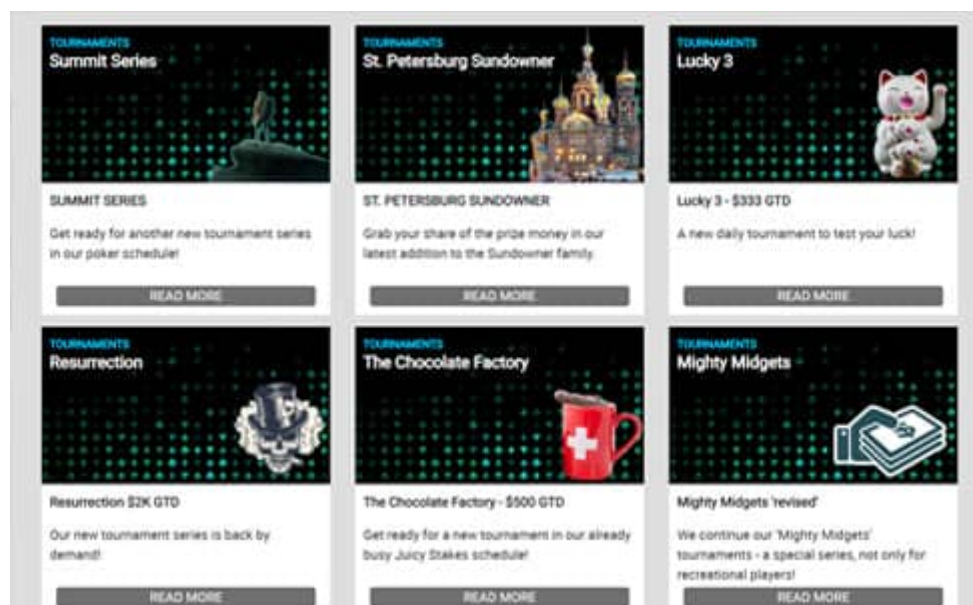 TOURNAMENTS
Summit Series
SUMMIT SERIES
Get ready for another new tournament series
in our poker schedule!
READ MORE
TOURNAMENTS
St. Petersburg Sundowner
ST. PETERSBURG SUNDOWNER
Grab your share of the prize money in our
latest addition to the Sundowner family.
READ MORE
TOURNAMENTS
Lucky 3
Lucky 3 - $333 GTD
A new daily tournament to test your luck!
READ MORE
TOURNAMENTS
Resurrection
Resurrection $2K GTD
Our new tournament series is back by
demand!
READ MORE
TOURNAMENTS
The Chocolate Factory
The Chocolate Factory - $500 GTD
Get ready for a new tournament in our already
busy Juicy Stakes schedule!
READ MORE
TOURNAMENTS
Mighty Midgets
Mighty Midgets 'revised'
We continue our 'Mighty Midgets'
tournaments - a special series, not only for
recreational players!
READ MORE